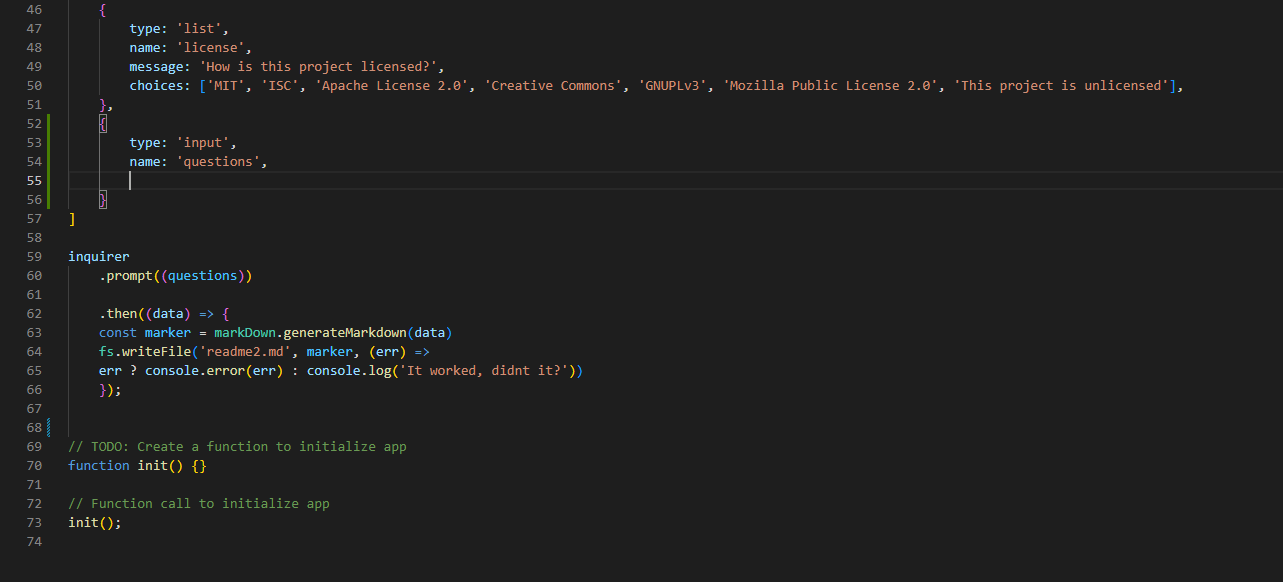 46 {
47 type: 'list',
48 name: 'license',
49 message: 'How is this project licensed?',
50 choices: ['MIT', 'ISC', 'Apache License 2.0', 'Creative Commons', 'GNUPLv3', 'Mozilla Public License 2.0', 'This project is unlicensed'],
51 },
52 {
53 type: 'input',
54 name: 'questions',
55
56 }
57 ]
58
59 inquirer
60 .prompt((questions))
61
62 .then((data) => {
63 const marker = markDown.generateMarkdown(data)
64 fs.writeFile('readme2.md', marker, (err) =>
65 err ? console.error(err) : console.log('It worked, didnt it?'))
66 });
67
68
69 // TODO: Create a function to initialize app
70 function init() {}
71
72 // Function call to initialize app
73 init();
74